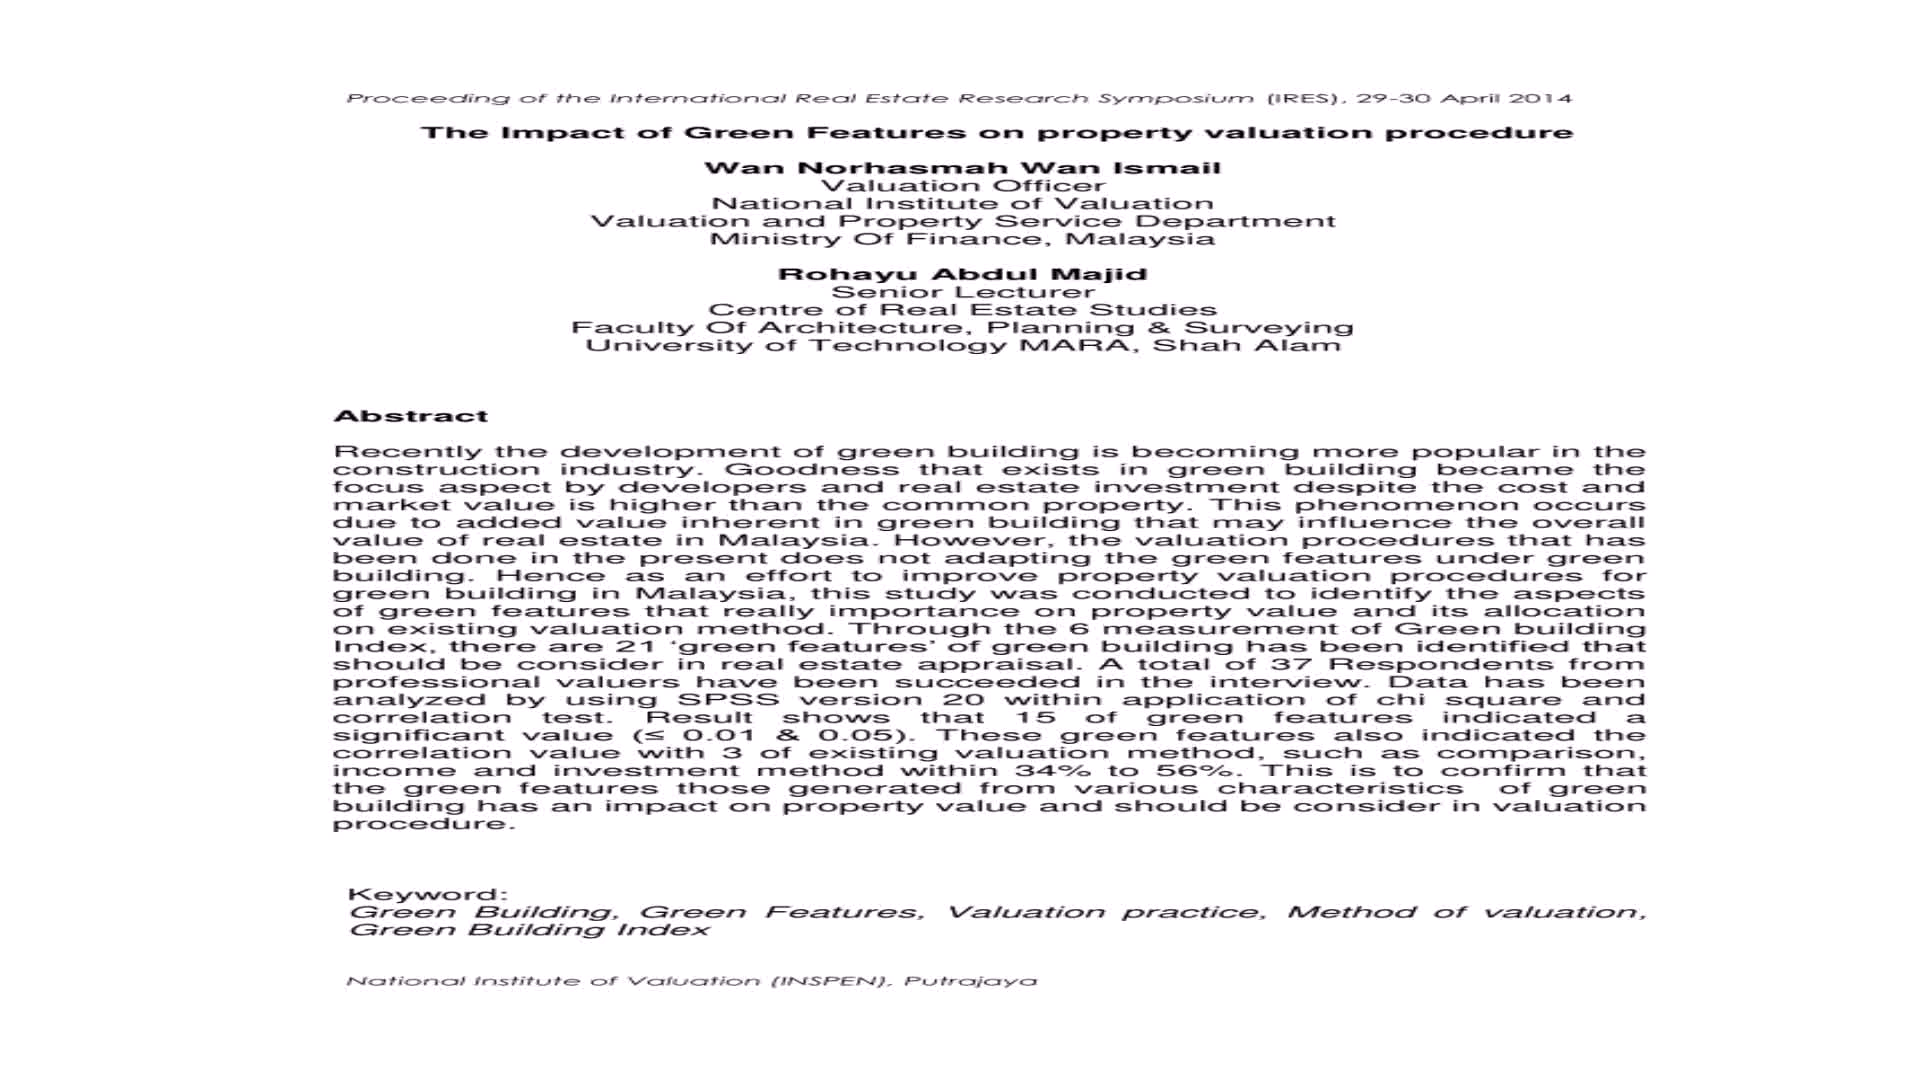 Proceeding of the International Real Estate Research Symposium (IRES), 29-30 April 2014
The Impact of Green Features on property valuation procedure
Wan Norhasmah Wan Ismail
Valuation Officer
National Institute of Valuation
Valuation and Property Service Department
Ministry Of Finance, Malaysia
Rohayu Abdul Majid
Senior Lecturer
Centre of Real Estate Studies
Faculty Of Architecture, Planning & Surveying
University of Technology MARA, Shah Alam
Abstract
Recently the development of green building is becoming more popular in the
construction industry. Goodness that exists in green building became the
focus aspect by developers and real estate investment despite the cost and
market value is higher than the common property. This phenomenon occurs
due to added value inherent in green building that may influence the overall
value of real estate in Malaysia. However, the valuation procedures that has
been done in the present does not adapting the green features under green
building. Hence as an effort to improve property valuation procedures for
green building in Malaysia, this study was conducted to identify the aspects
of green features that really importance on property value and its allocation
on existing valuation method. Through the 6 measurement of Green building
Index, there are 21 'green features' of green building has been identified that
should be consider in real estate appraisal. A total of 37 Respondents from
professional valuers have been succeeded in the interview. Data has been
analyzed by using SPSS version 20 within application of chi square and
correlation test. Result shows that 15 of green features indicated a
significant value (≤ 0.01 & 0.05). These green features also indicated the
correlation value with 3 of existing valuation method, such as comparison,
income and investment method within 34% to 56%. This is to confirm that
the green features those generated from various characteristics of green
building has an impact on property value and should be consider in valuation
procedure.
Keyword:
Green Building, Green Features, Valuation practice, Method of valuation,
Green Building Index
National Institute of Valuation (INSPEN), Putrajaya